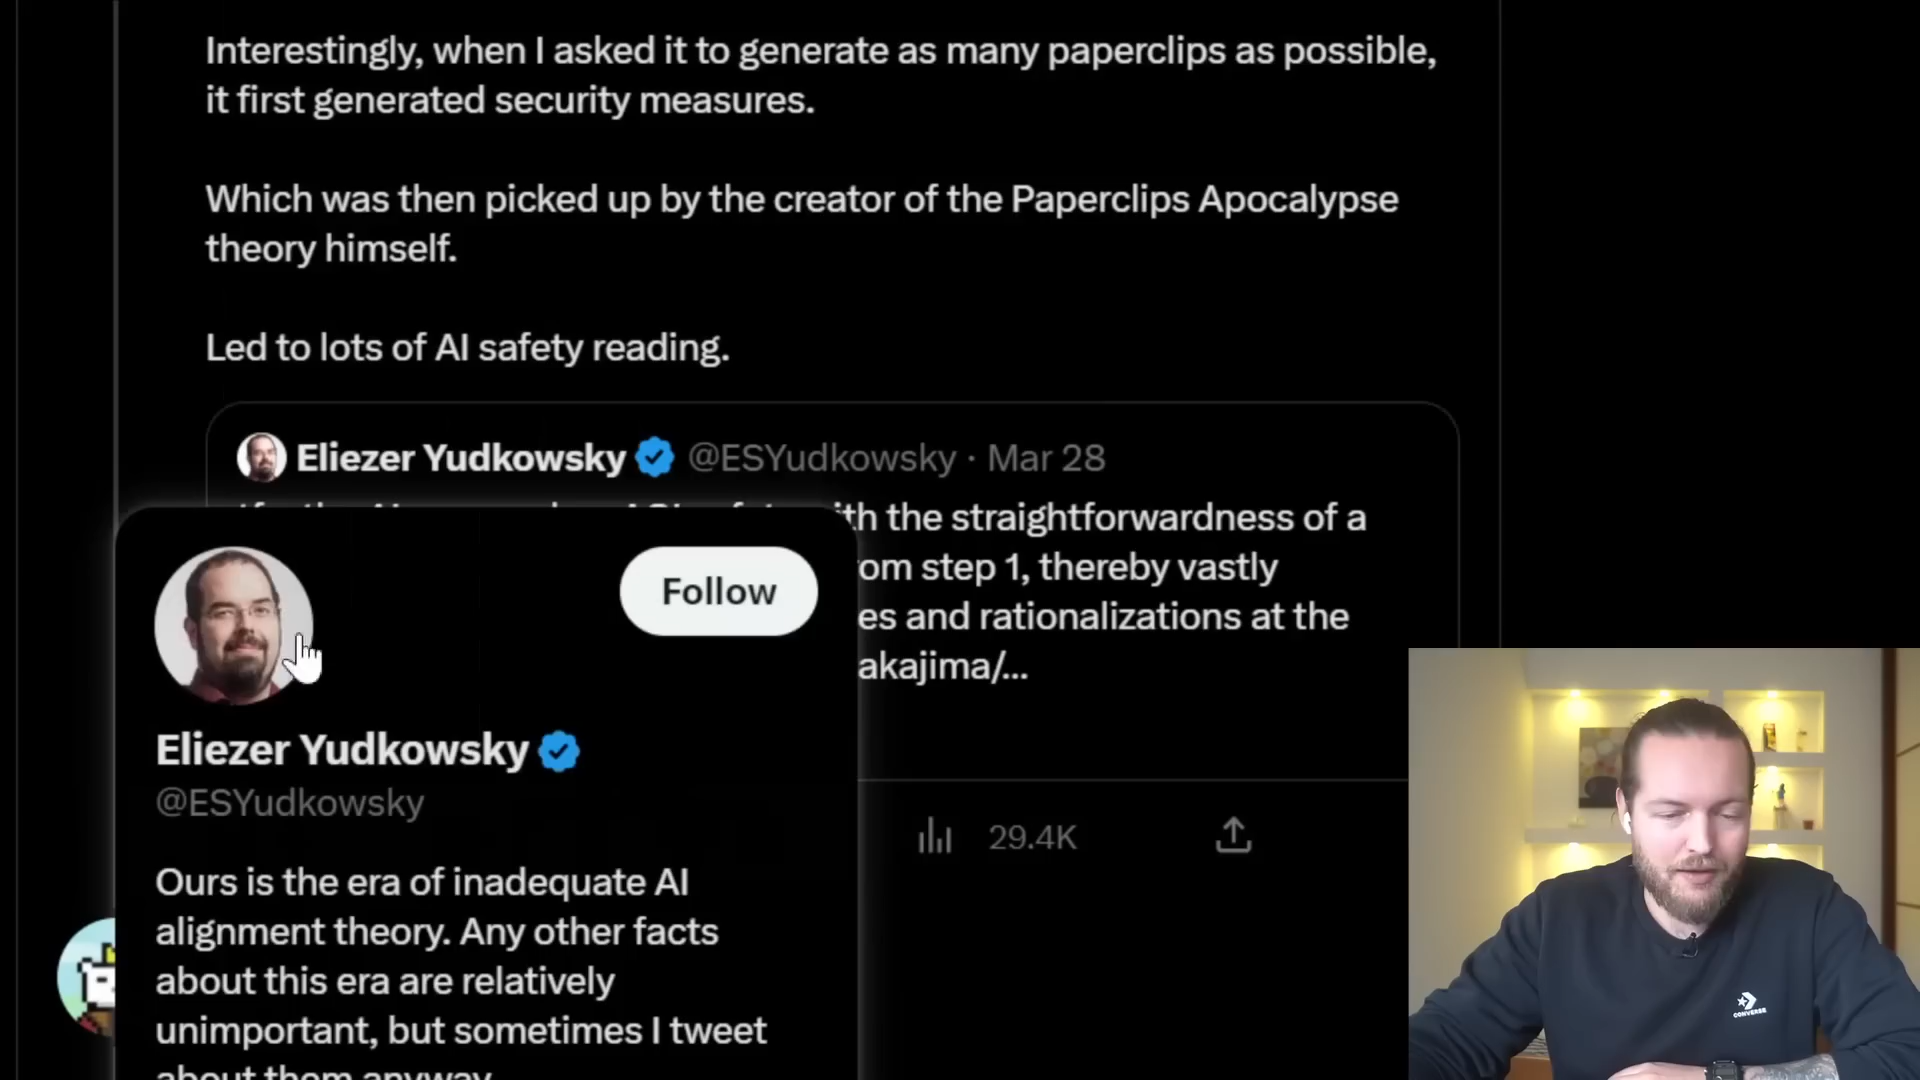 Interestingly, when I asked it to generate as many paperclips as possible,
it first generated security measures.
Which was then picked up by the creator of the Paperclips Apocalypse
theory himself.
Led to lots of AI safety reading.
Eliezer Yudkowsky @ESYudkowsky · Mar 28
th the straightforwardness of a
om step 1, thereby vastly
es and rationalizations at the
akajima/...
Follow
Eliezer Yudkowsky
@ESYudkowsky
29.4K
Ours is the era of inadequate AI
alignment theory. Any other facts
about this era are relatively
unimportant, but sometimes I tweet
about them anyway.
CONVERSE